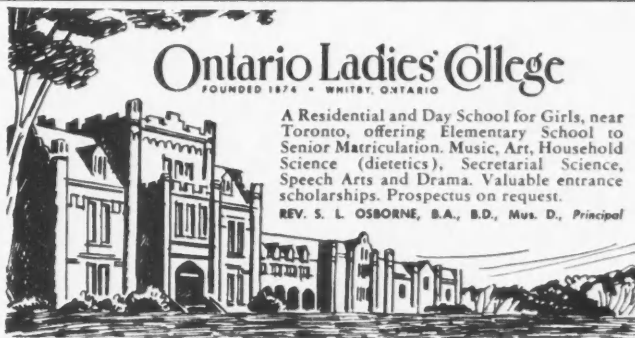 Ontario Ladies' College
FOUNDED 1874 • WHITBY, ONTARIO
A Residential and Day School for Girls, near
Toronto, offering Elementary School to
Senior Matriculation. Music, Art, Household
Science (dietetics), Secretarial Science,
Speech Arts and Drama. Valuable entrance
scholarships. Prospectus on request.
REV. S. L. OSBORNE, B.A., B.D., Mus. D., Principal